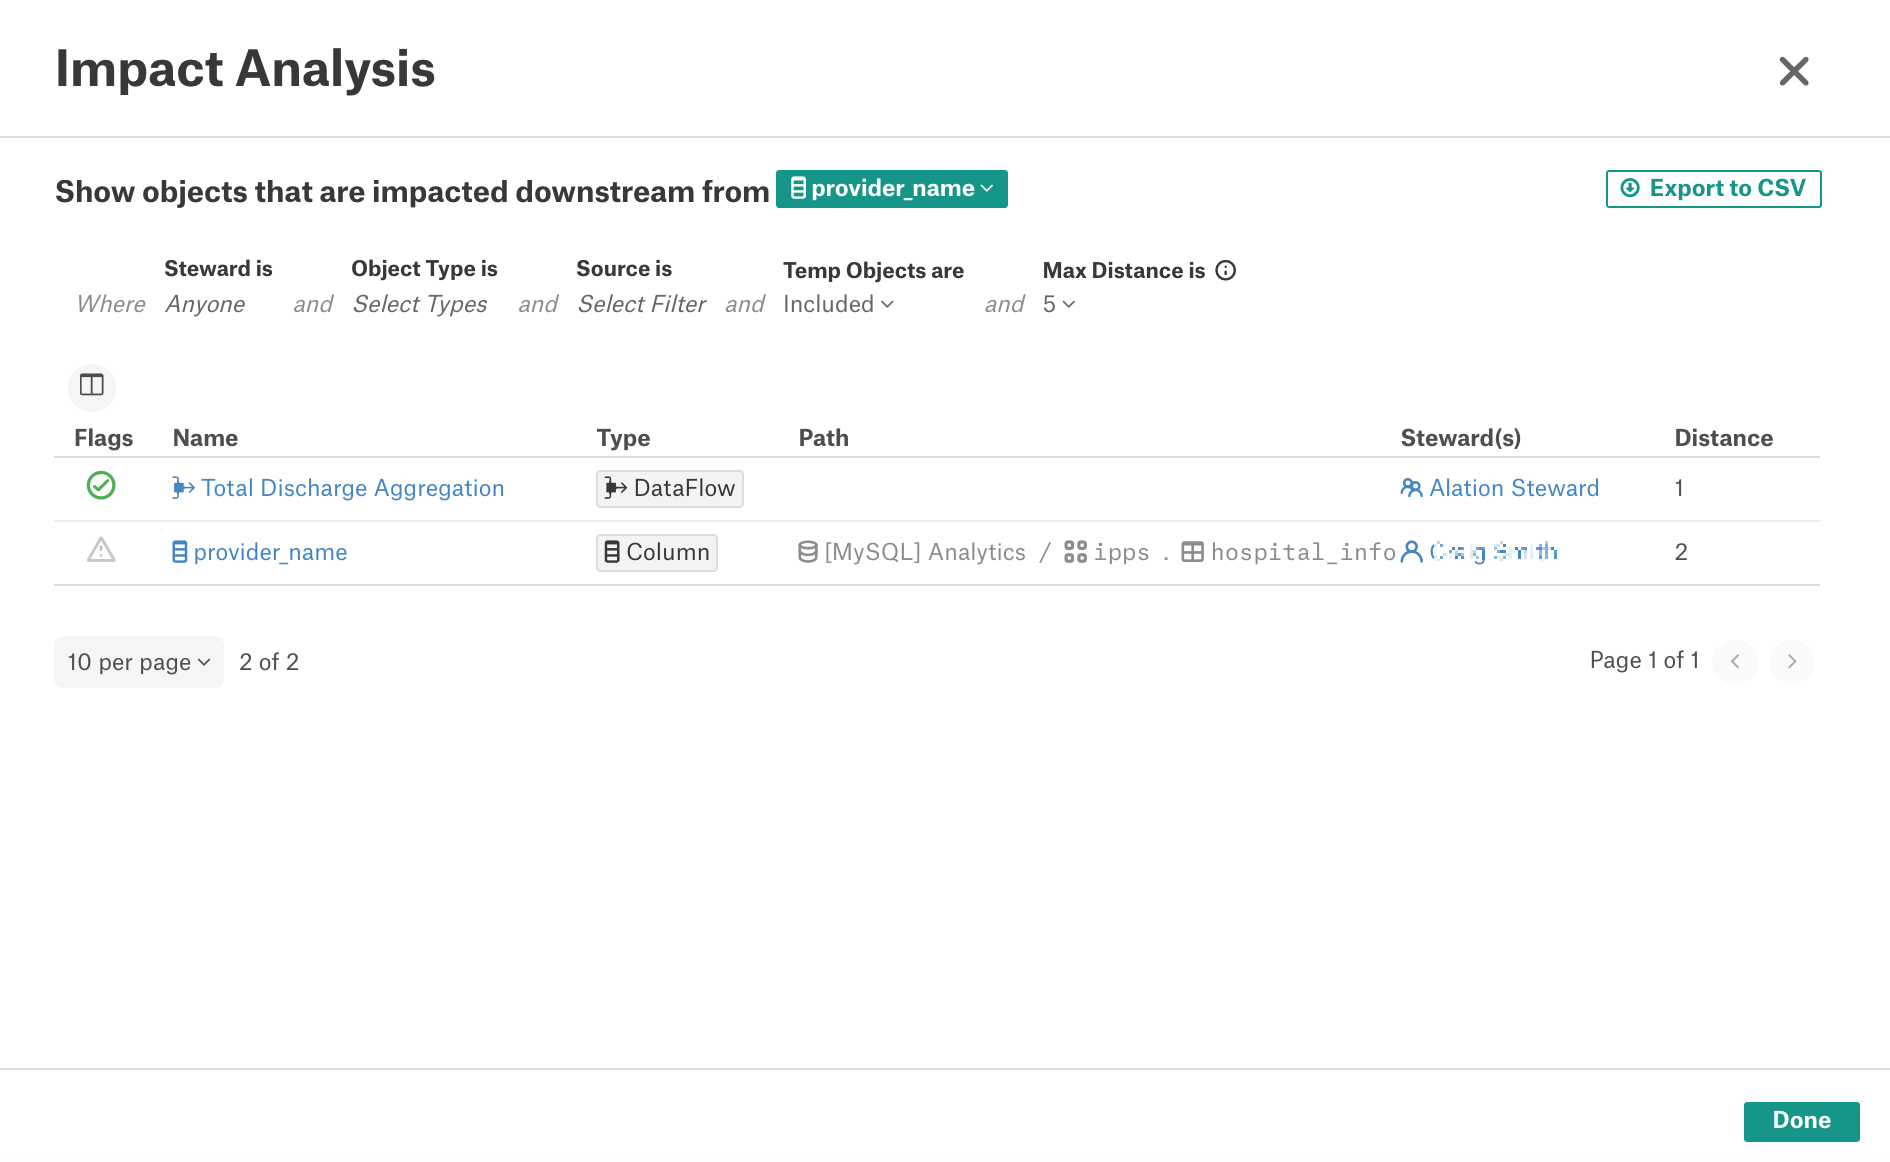 Impact Analysis
Show objects that are impacted downstream from provider_name
Export to CSV
Steward is Object Type is Source is Temp Objects are Max Distance is
Where Anyone and Select Types and Select Filter and Included and 5
Flags Name Type Path Steward(s) Distance
Total Discharge Aggregation DataFlow Alation Steward 1
provider_name Column [MySQL] Analytics / ipps . hospital_info 2
10 per page 2 of 2 Page 1 of 1
Done